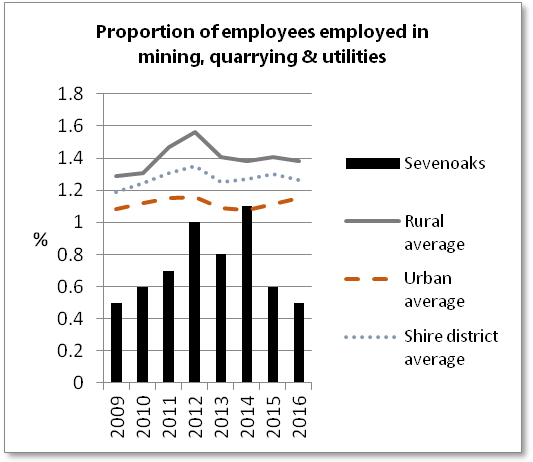 Proportion of employees employed in
mining, quarrying & utilities
1.8
1.6
1.4
1.2
1
0.8
0.6
0.4
0.2
0
%
2009
2010
2011
2012
2013
2014
2015
2016
Sevenoaks
Rural
average
Urban
average
Shire district
average